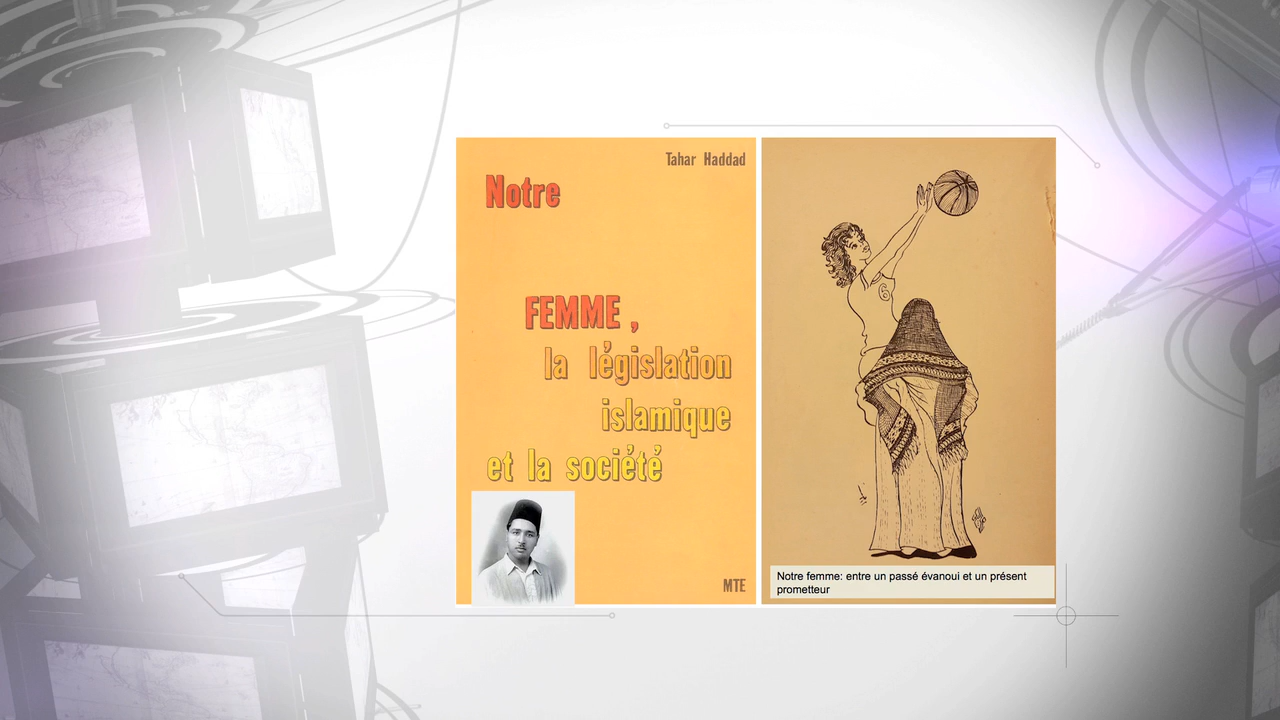 Tahar Haddad
Notre
FEMME ,
la législation
islamique
et la société
MTE
6
Notre femme: entre un passé évanoui et un présent
prometteur